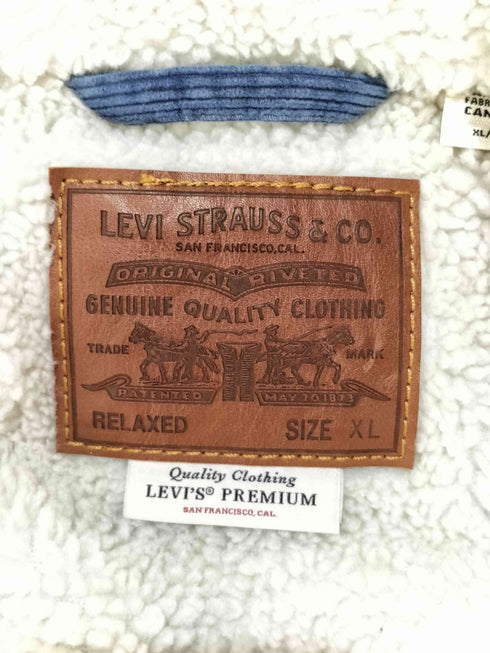 LEVI STRAUSS & CO.
SAN FRANCISCO, CAL.
ORIGINAL RIVETED
GENUINE QUALITY CLOTHING
TRADE MARK
PATENTED MAY 20 1873
RELAXED SIZE XL
Quality Clothing
LEVI'S® PREMIUM
SAN FRANCISCO, CAL.
XL/